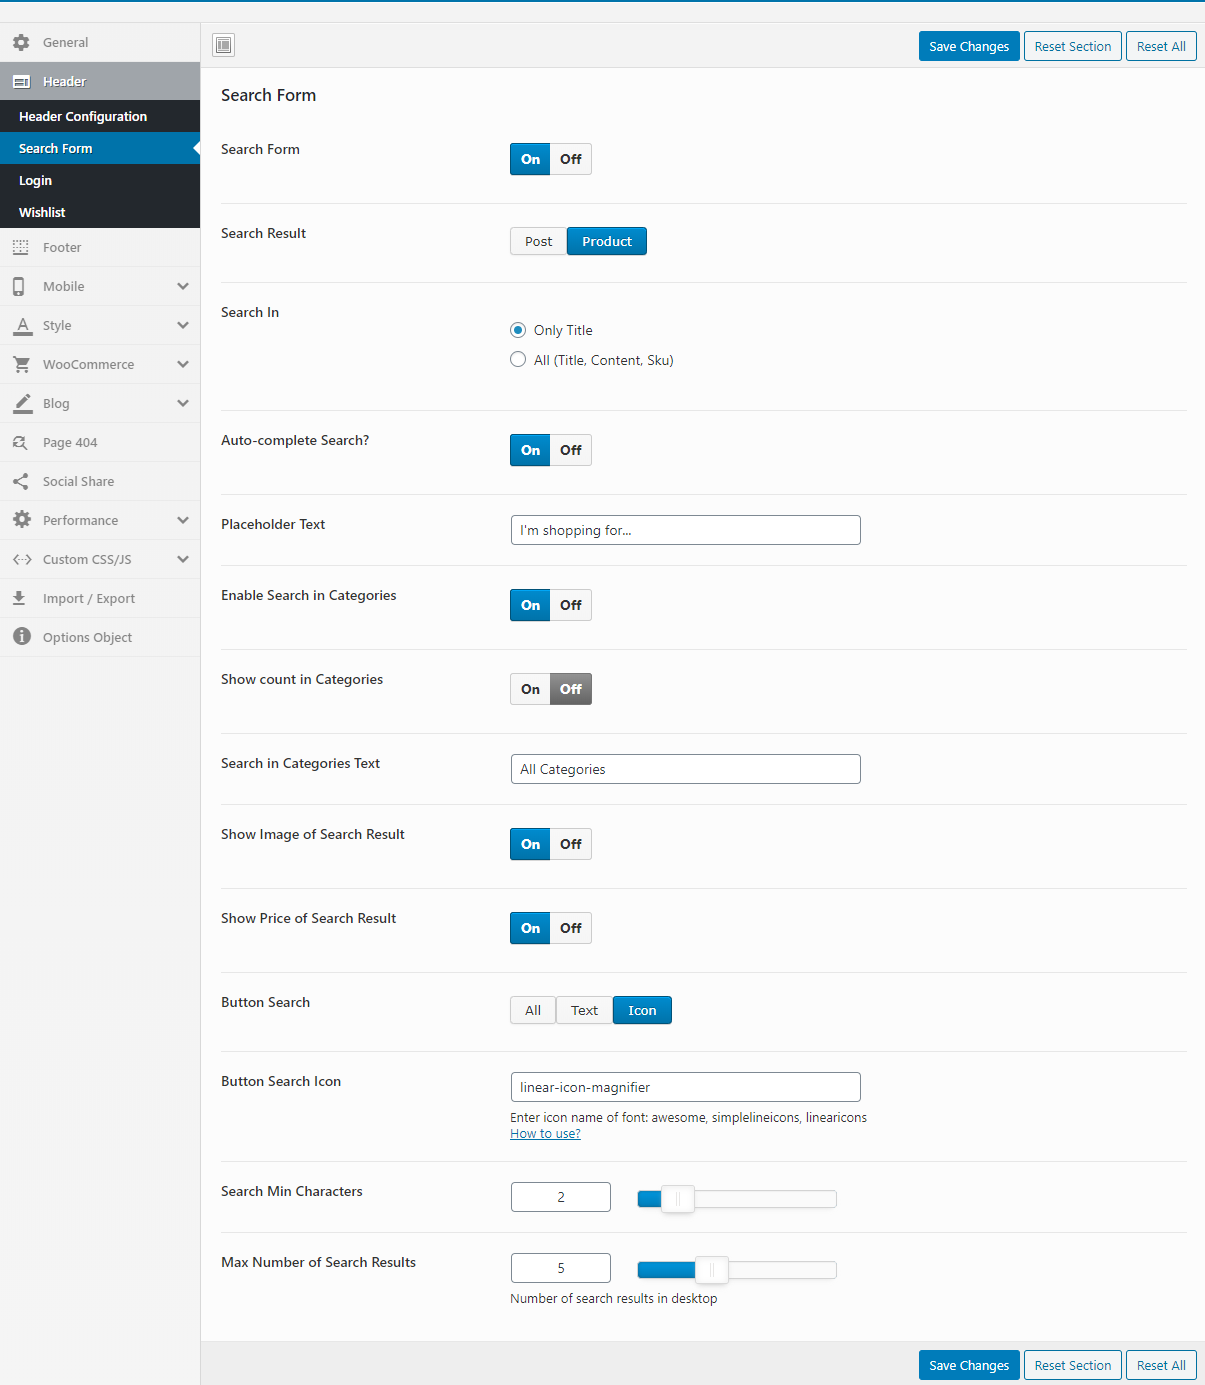 General
Header
Header Configuration
Search Form
Login
Wishlist
Footer
Mobile
Style
WooCommerce
Blog
Page 404
Social Share
Performance
Custom CSS/JS
Import / Export
Options Object
Save Changes Reset Section Reset All
Search Form
Search Form On Off
Search Result Post Product
Search In
Only Title
All (Title, Content, Sku)
Auto-complete Search? On Off
Placeholder Text I'm shopping for...
Enable Search in Categories On Off
Show count in Categories On Off
Search in Categories Text All Categories
Show Image of Search Result On Off
Show Price of Search Result On Off
Button Search All Text Icon
Button Search Icon linear-icon-magnifier
Enter icon name of font: awesome, simplelineicons, linearicons
How to use?
Search Min Characters 2
Max Number of Search Results 5
Number of search results in desktop
Save Changes Reset Section Reset All